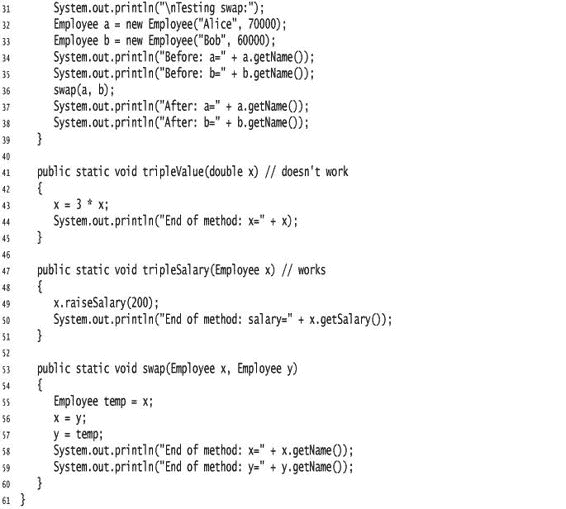 31 System.out.println("\nTesting swap:");
32 Employee a = new Employee("Alice", 70000);
33 Employee b = new Employee("Bob", 60000);
34 System.out.println("Before: a=" + a.getName());
35 System.out.println("Before: b=" + b.getName());
36 swap(a, b);
37 System.out.println("After: a=" + a.getName());
38 System.out.println("After: b=" + b.getName());
39 }
40
41 public static void tripleValue(double x) // doesn't work
42 {
43 x = 3 * x;
44 System.out.println("End of method: x=" + x);
45 }
46
47 public static void tripleSalary(Employee x) // works
48 {
49 x.raiseSalary(200);
50 System.out.println("End of method: salary=" + x.getSalary());
51 }
52
53 public static void swap(Employee x, Employee y)
54 {
55 Employee temp = x;
56 x = y;
57 y = temp;
58 System.out.println("End of method: x=" + x.getName());
59 System.out.println("End of method: y=" + y.getName());
60 }
61 }